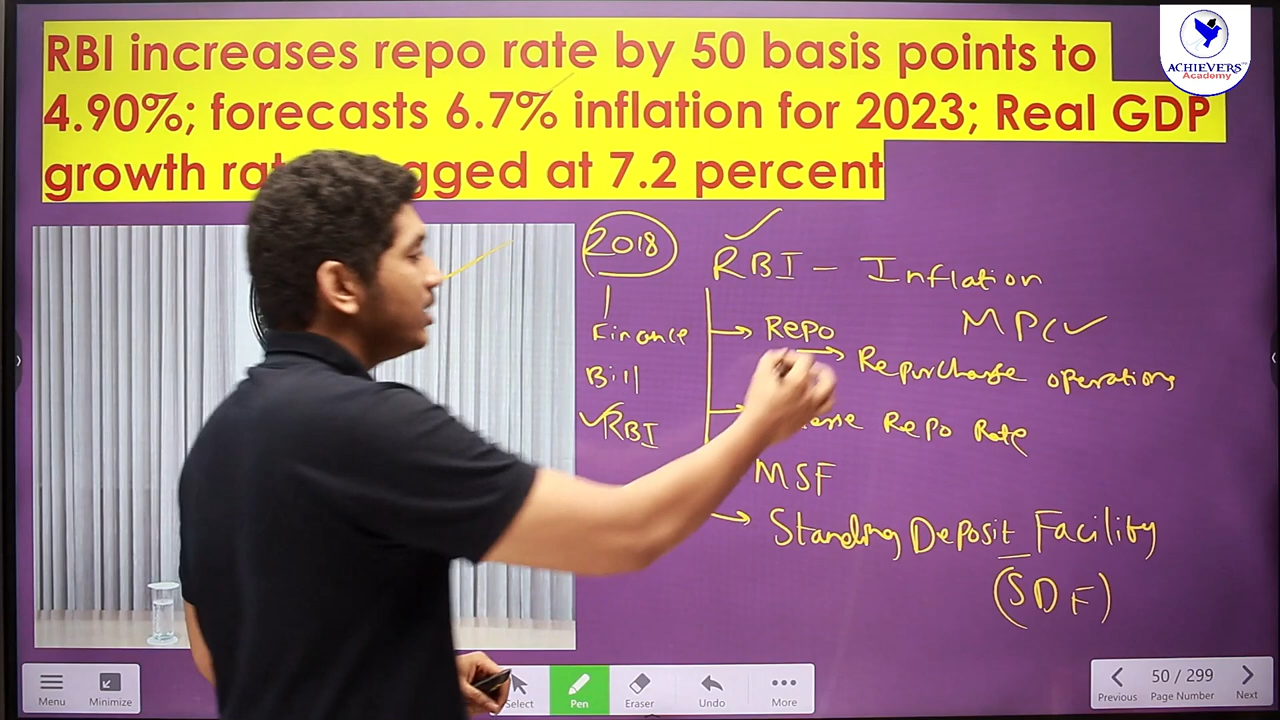 RBI increases repo rate by 50 basis points to
4.90%; forecasts 6.7% inflation for 2023; Real GDP
growth gged at 7.2 percent
ACHIEVERS
Academy
2018
Finance
Bill
RBI
RBI - Inflation
MPC
Repo
Repurchase operations
Repo Rate
MSF
Standing Deposit Facility
(SDF)
Menu
Minimize
Select
Pen
Eraser
Undo
More
Previous
50 / 299
Page Number
Next